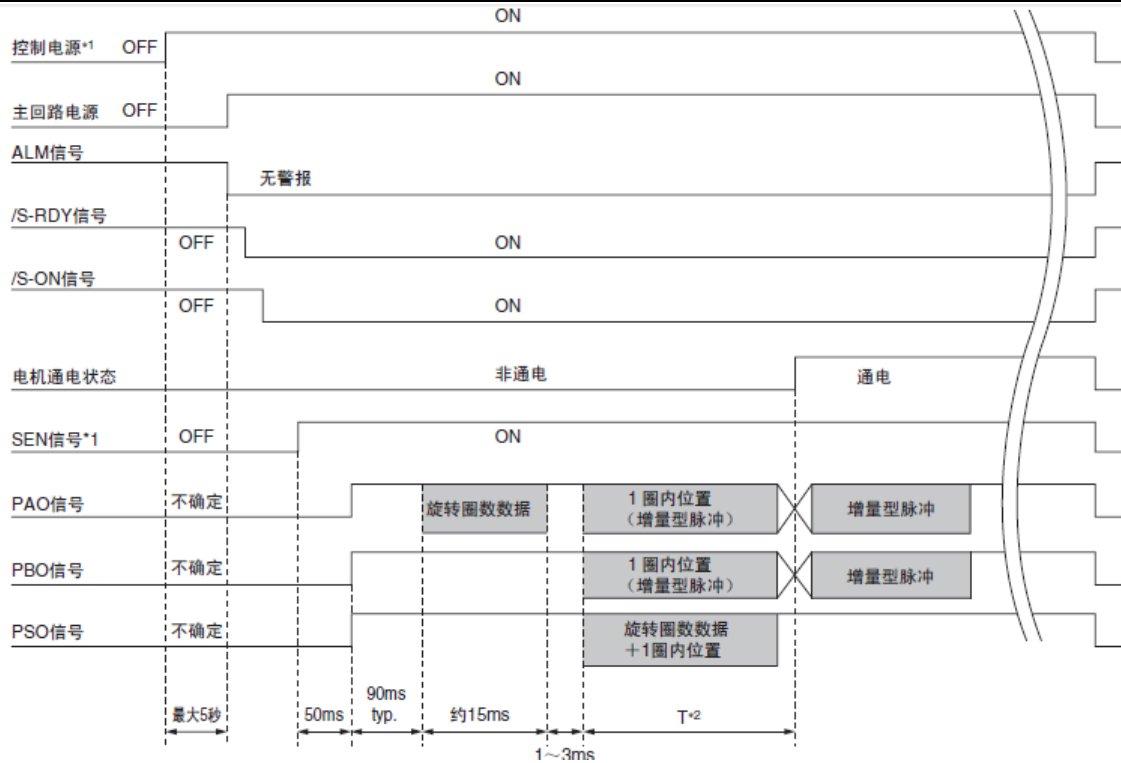 ON
控制电源*1 OFF
ON
主回路电源 OFF
ALM信号
无警报
/S-RDY信号
OFF ON
/S-ON信号
OFF ON
电机通电状态 非通电 通电
SEN信号*1 OFF ON
PAO信号 不确定 旋转圈数数据 1 圈内位置 增量型脉冲
（增量型脉冲）
PBO信号 不确定 1 圈内位置 增量型脉冲
（增量型脉冲）
PSO信号 不确定 旋转圈数数据
＋1圈内位置
90ms
最大5秒 50ms typ. 约15ms T*2
1～3ms